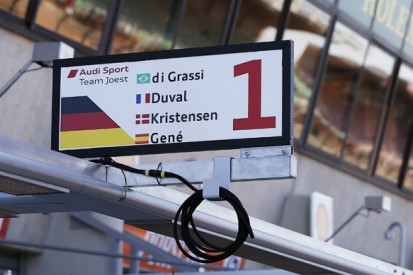 Audi Sport
Team Joest
di Grassi
Duval
Kristensen
Gené
1